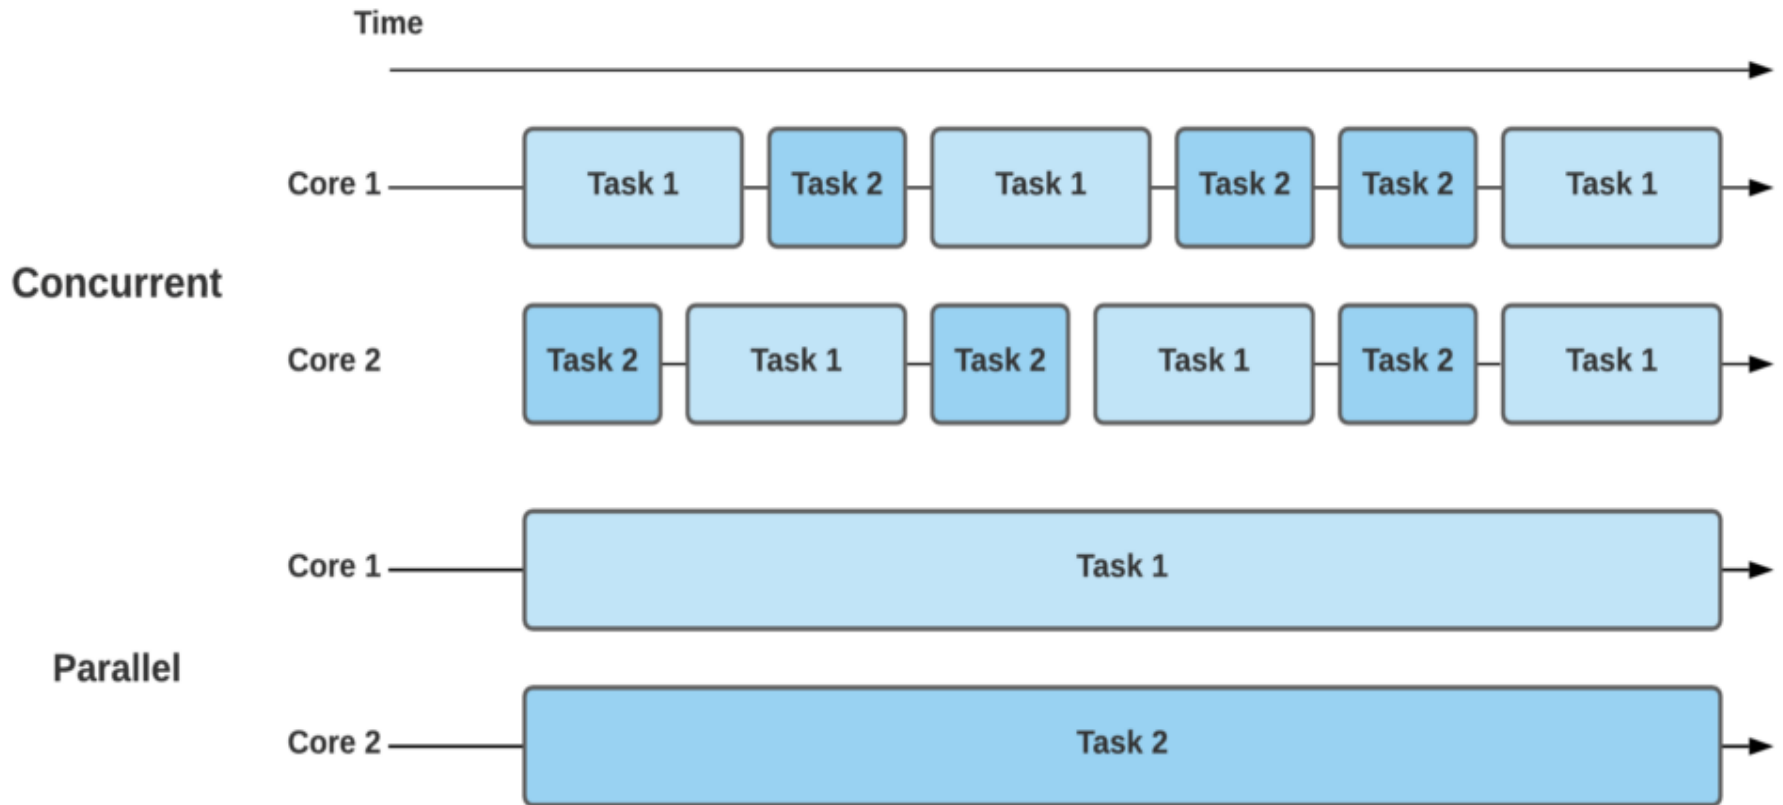 Time
Core 1 Task 1 Task 2 Task 1 Task 2 Task 2 Task 1
Concurrent
Core 2 Task 2 Task 1 Task 2 Task 1 Task 2 Task 1
Core 1 Task 1
Parallel
Core 2 Task 2